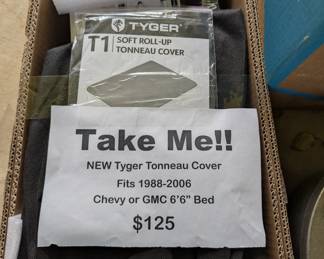 TYGER
T1 SOFT ROLL-UP
TONNEAU COVER
Take Me!!
NEW Tyger Tonneau Cover
Fits 1988-2006
Chevy or GMC 6'6" Bed
$125